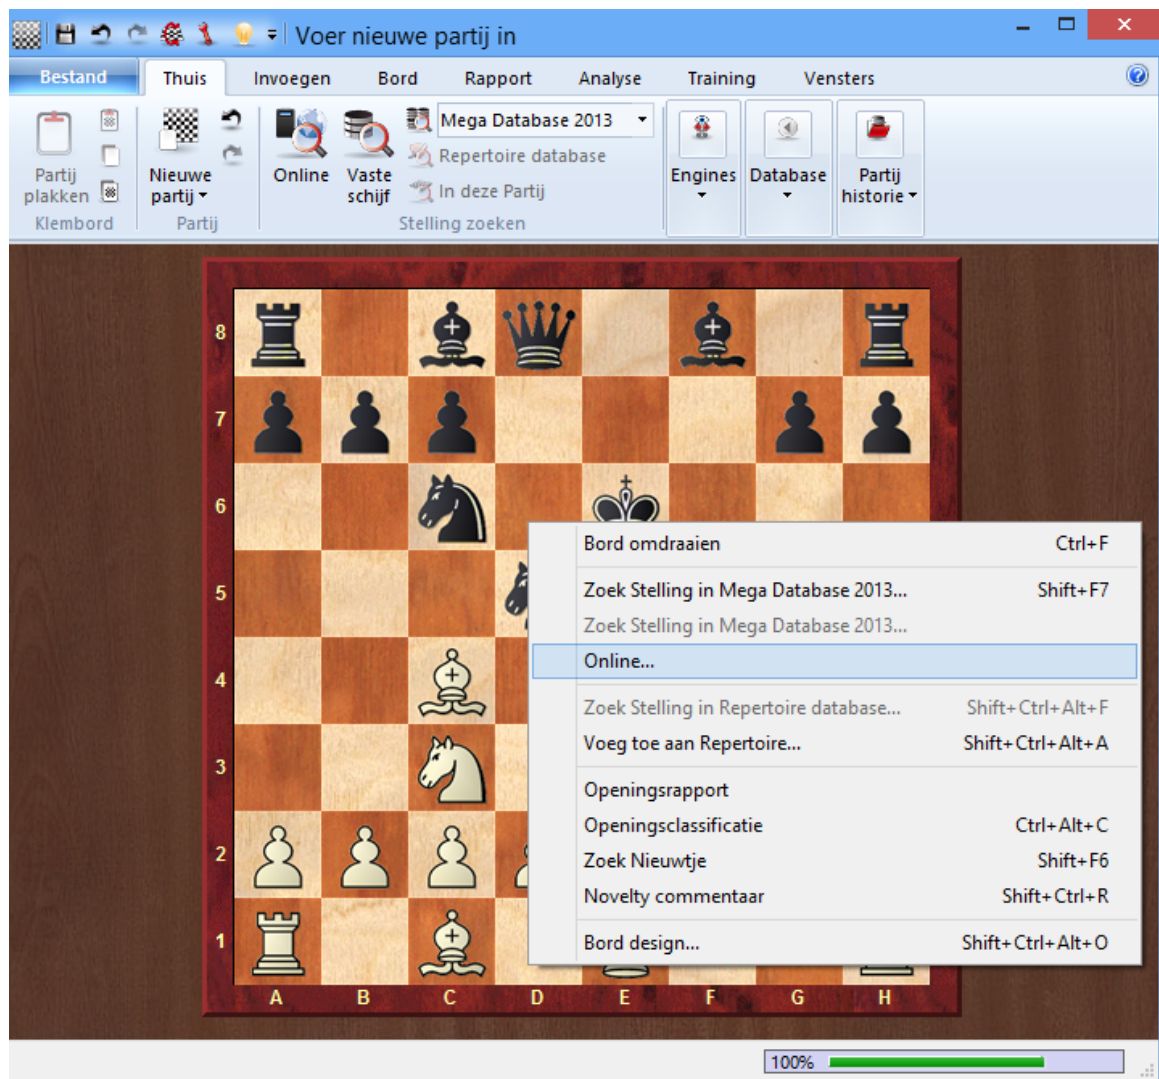 Voer nieuwe partij in
Bestand Thuis Invoegen Bord Rapport Analyse Training Vensters
Partij plakken
Klembord
Nieuwe partij
Partij
Online
Vaste schijf
Mega Database 2013
Repertoire database
In deze Partij
Stelling zoeken
Engines
Database
Partij historie
8
7
6
5
4
3
2
1
A B C D E F G H
Bord omdraaien Ctrl+F
Zoek Stelling in Mega Database 2013... Shift+F7
Zoek Stelling in Mega Database 2013...
Online...
Zoek Stelling in Repertoire database... Shift+Ctrl+Alt+F
Voeg toe aan Repertoire... Shift+Ctrl+Alt+A
Openingsrapport
Openingsclassificatie Ctrl+Alt+C
Zoek Nieuwtje Shift+F6
Novelty commentaar Shift+Ctrl+R
Bord design... Shift+Ctrl+Alt+O
100%